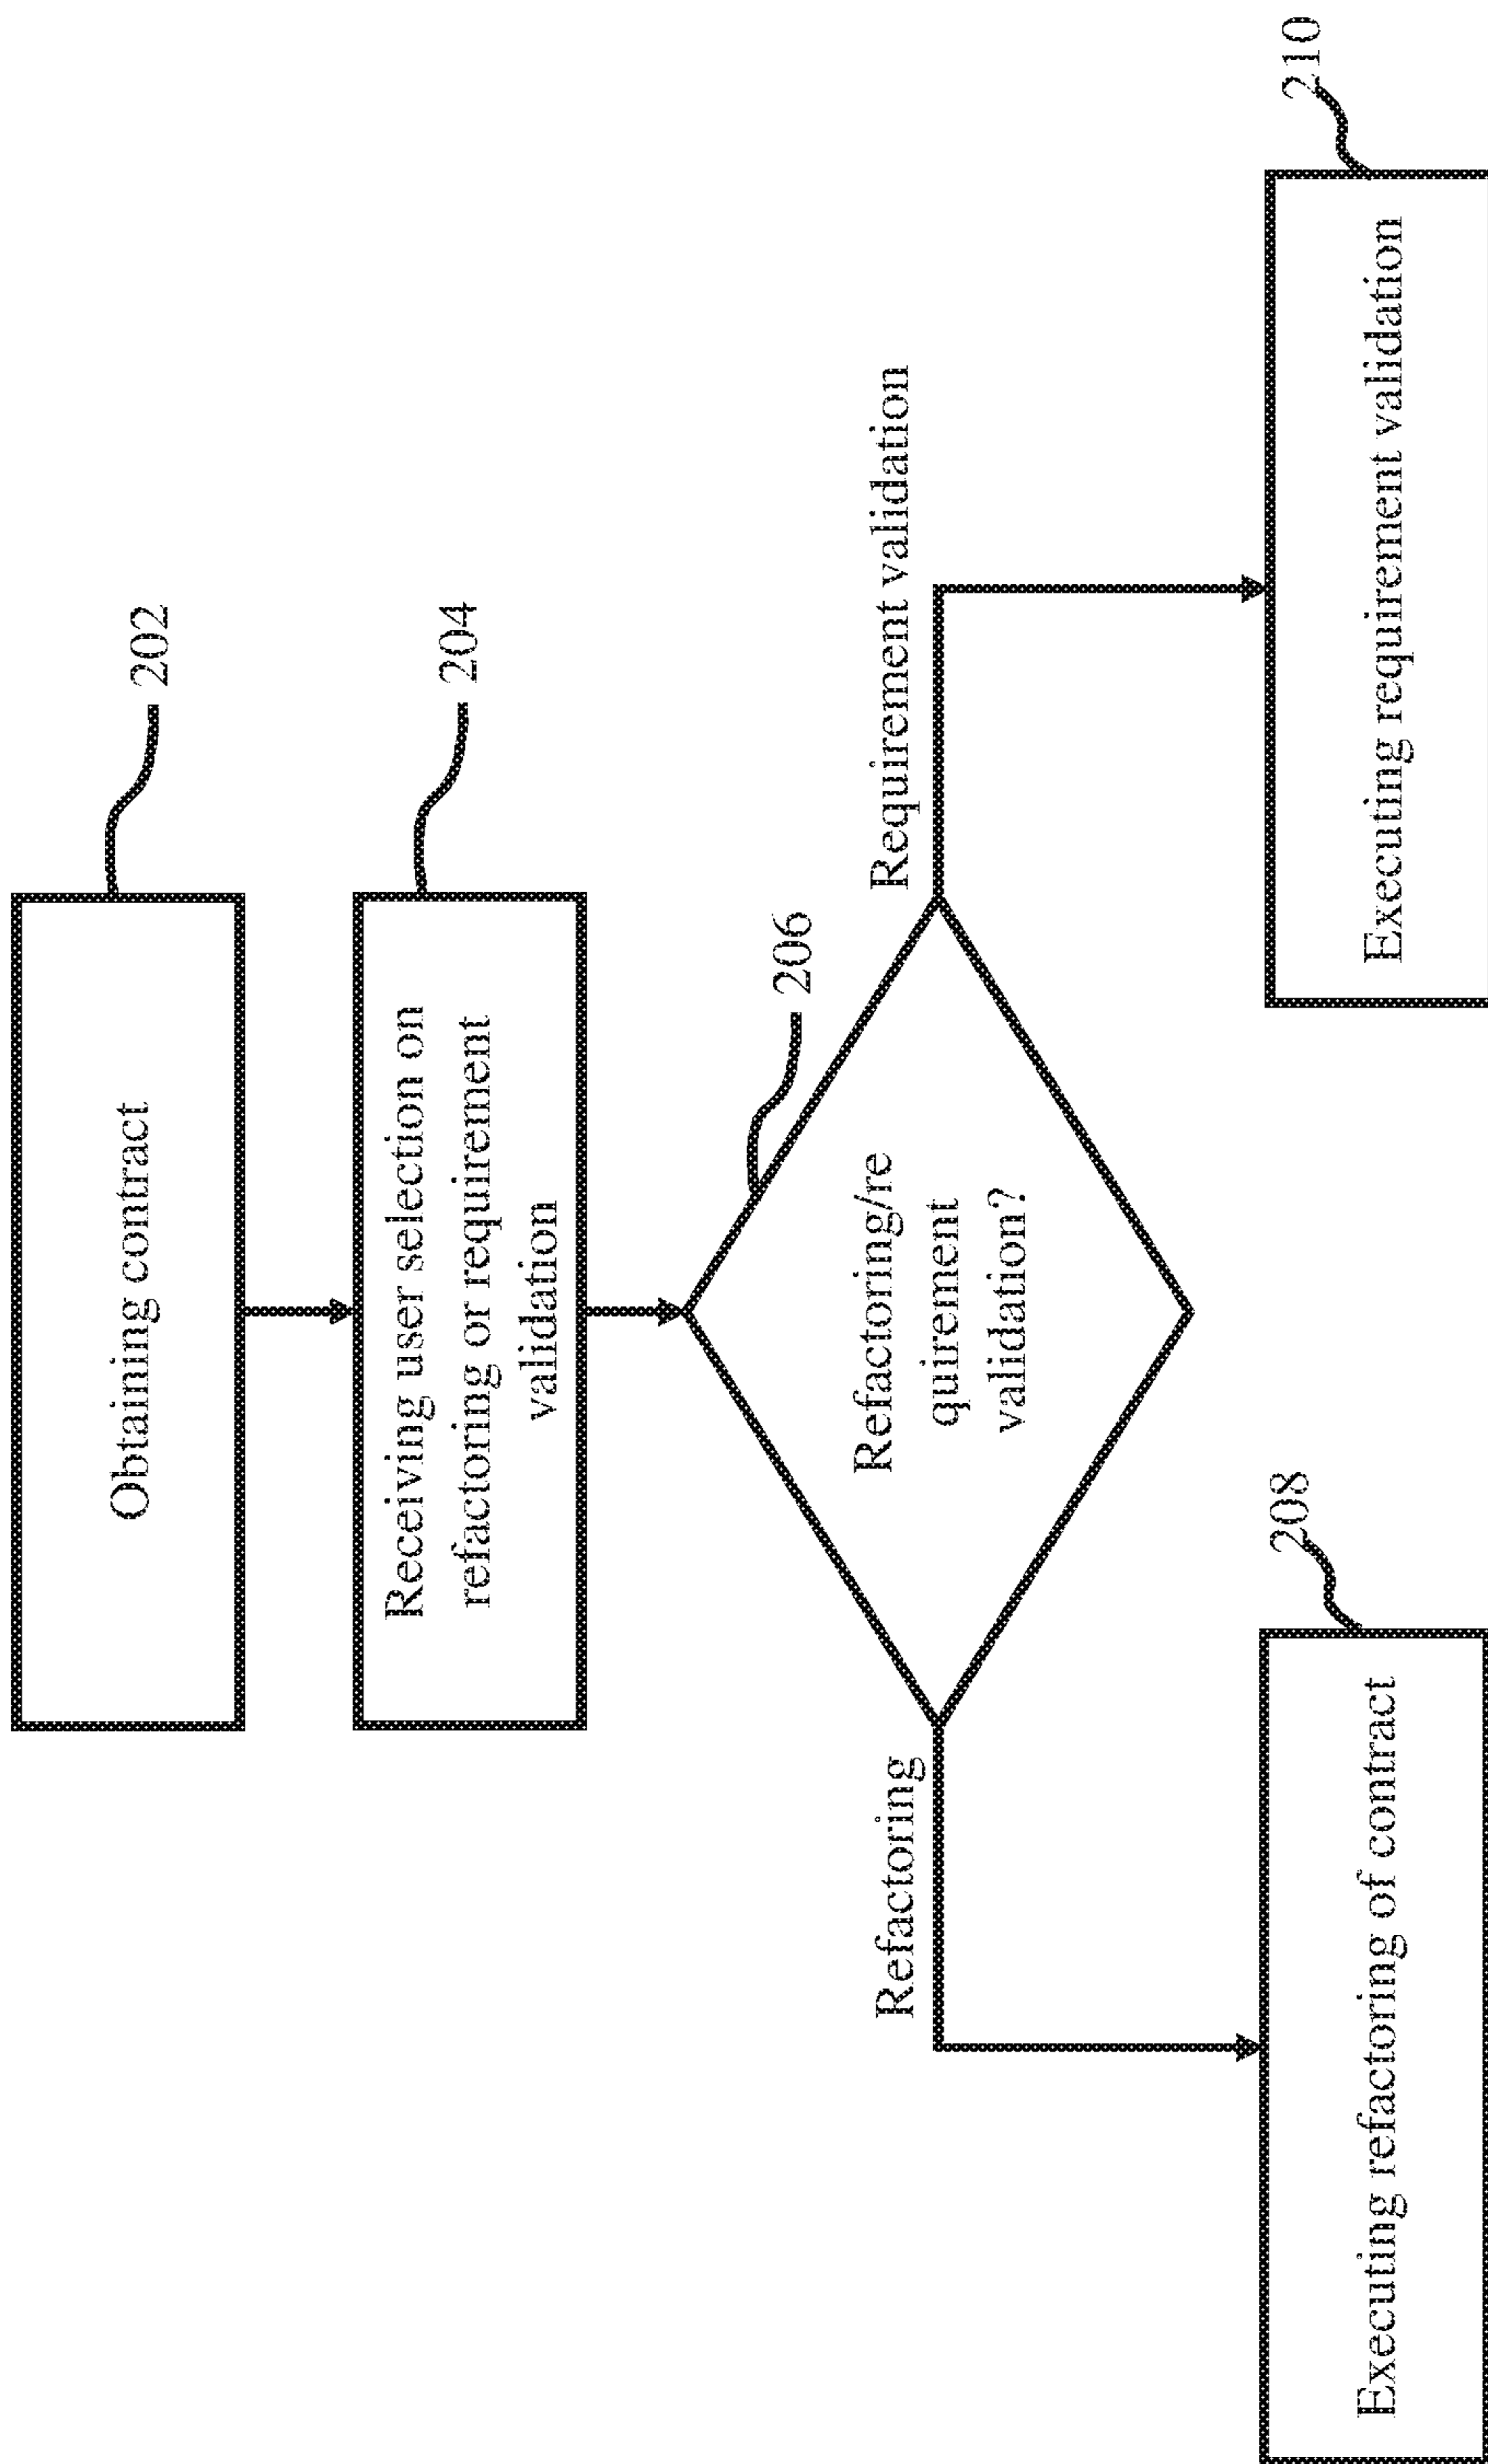 Obtaining contract
202
Receiving user selection on
refactoring or requirement
validation
204
206
Refactoring/re
quirement
validation?
Refactoring
Requirement validation
208
Executing refactoring of contract
210
Executing requirement validation